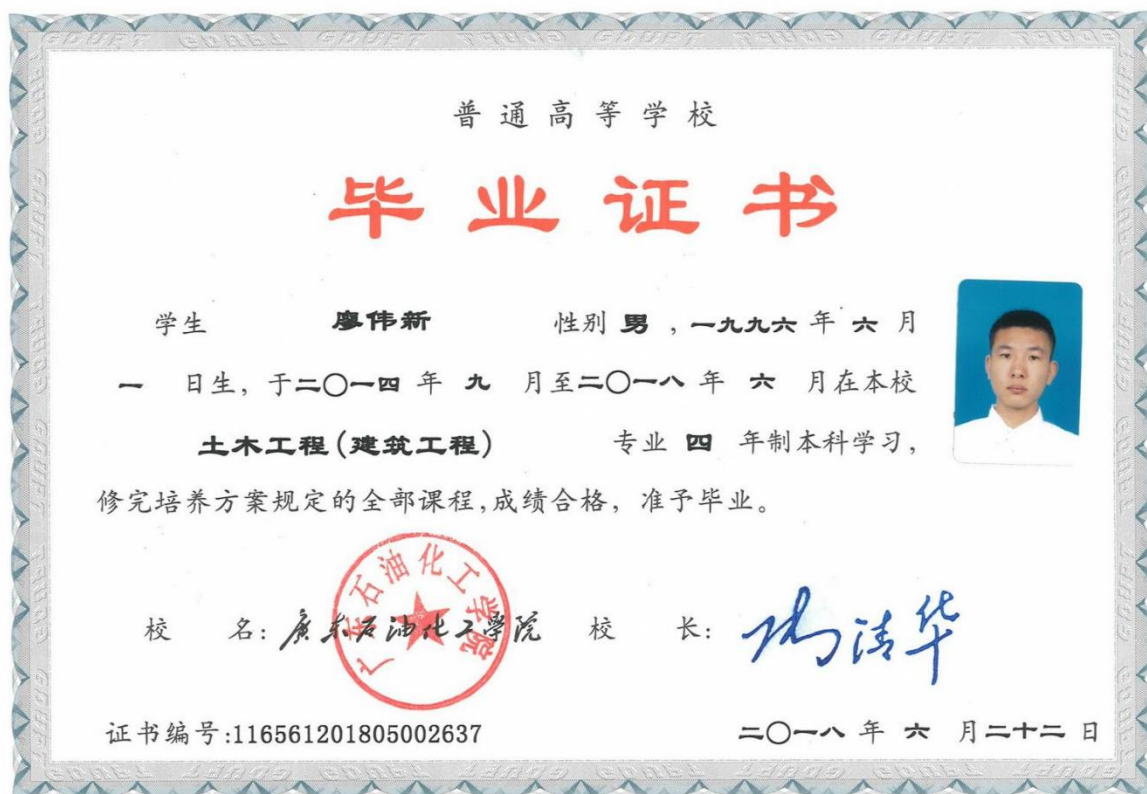 普通高等学校
毕业证书
学生 廖伟新 性别 男,一九九六 年 六 月
一 日生,于二〇一四 年 九 月至二〇一八 年 六 月在本校
土木工程(建筑工程) 专业 四 年制本科学习,
修完培养方案规定的全部课程,成绩合格,准予毕业。
广东石油化工学院
校 名:廣东石油化工學院 校 长:
证书编号:116561201805002637 二〇一八 年 六 月二十二 日